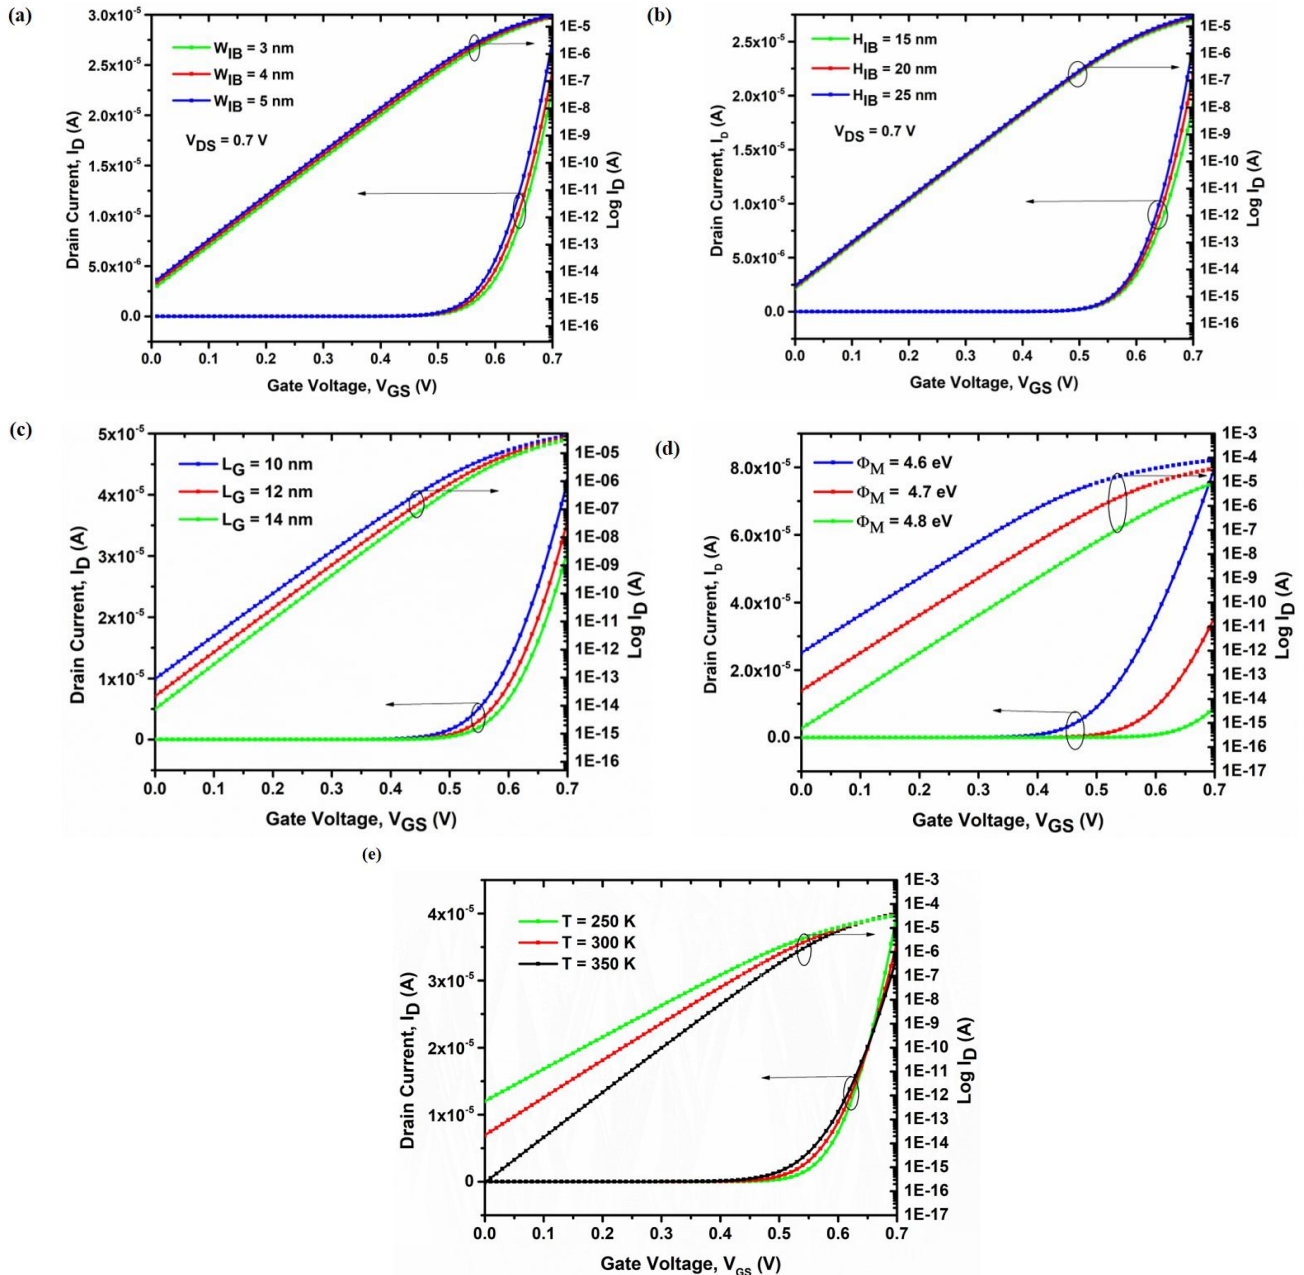 (a)
3.0x10⁻⁵
2.5x10⁻⁵
2.0x10⁻⁵
1.5x10⁻⁵
1.0x10⁻⁵
5.0x10⁻⁶
0.0
Drain Current, I_D (A)
W_IB = 3 nm
W_IB = 4 nm
W_IB = 5 nm
V_DS = 0.7 V
1E-5
1E-6
1E-7
1E-8
1E-9
1E-10
1E-11
1E-12
1E-13
1E-14
1E-15
1E-16
Log I_D (A)
0.0 0.1 0.2 0.3 0.4 0.5 0.6 0.7
Gate Voltage, V_GS (V)
(b)
2.5x10⁻⁵
2.0x10⁻⁵
1.5x10⁻⁵
1.0x10⁻⁵
5.0x10⁻⁶
0.0
Drain Current, I_D (A)
H_IB = 15 nm
H_IB = 20 nm
H_IB = 25 nm
V_DS = 0.7 V
1E-5
1E-6
1E-7
1E-8
1E-9
1E-10
1E-11
1E-12
1E-13
1E-14
1E-15
1E-16
Log I_D (A)
0.0 0.1 0.2 0.3 0.4 0.5 0.6 0.7
Gate Voltage, V_GS (V)
(c)
5x10⁻⁵
4x10⁻⁵
3x10⁻⁵
2x10⁻⁵
1x10⁻⁵
0
Drain Current, I_D (A)
L_G = 10 nm
L_G = 12 nm
L_G = 14 nm
1E-05
1E-06
1E-07
1E-08
1E-09
1E-10
1E-11
1E-12
1E-13
1E-14
1E-15
1E-16
Log I_D (A)
0.0 0.1 0.2 0.3 0.4 0.5 0.6 0.7
Gate Voltage, V_GS (V)
(d)
8.0x10⁻⁵
6.0x10⁻⁵
4.0x10⁻⁵
2.0x10⁻⁵
0.0
Drain Current, I_D (A)
Φ_M = 4.6 eV
Φ_M = 4.7 eV
Φ_M = 4.8 eV
1E-3
1E-4
1E-5
1E-6
1E-7
1E-8
1E-9
1E-10
1E-11
1E-12
1E-13
1E-14
1E-15
1E-16
1E-17
Log I_D (A)
0.0 0.1 0.2 0.3 0.4 0.5 0.6 0.7
Gate Voltage, V_GS (V)
(e)
4x10⁻⁵
3x10⁻⁵
2x10⁻⁵
1x10⁻⁵
0
Drain Current, I_D (A)
T = 250 K
T = 300 K
T = 350 K
1E-3
1E-4
1E-5
1E-6
1E-7
1E-8
1E-9
1E-10
1E-11
1E-12
1E-13
1E-14
1E-15
1E-16
1E-17
Log I_D (A)
0.0 0.1 0.2 0.3 0.4 0.5 0.6 0.7
Gate Voltage, V_GS (V)